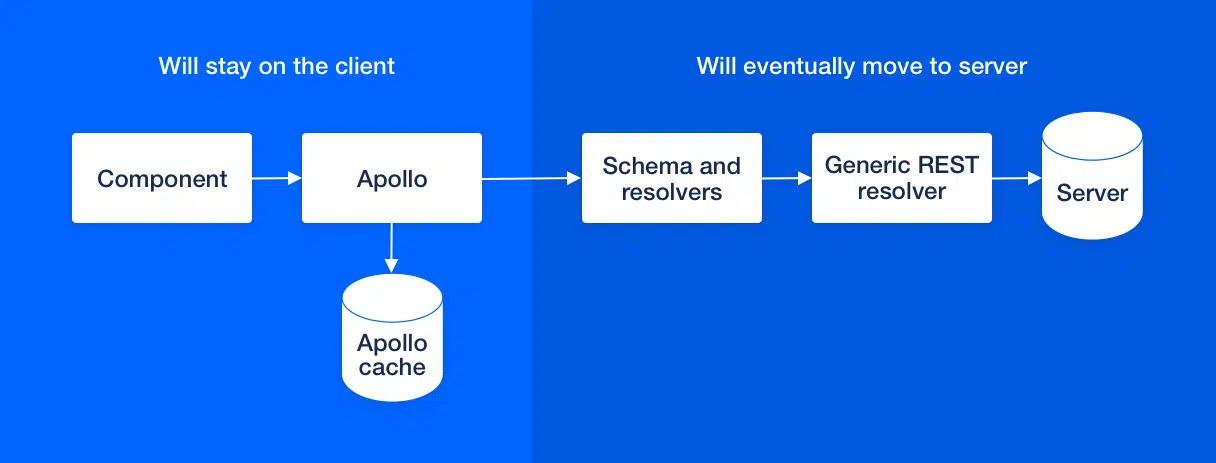 Will stay on the client
Will eventually move to server
Component
Apollo
Schema and
resolvers
Generic REST
resolver
Server
Apollo
cache